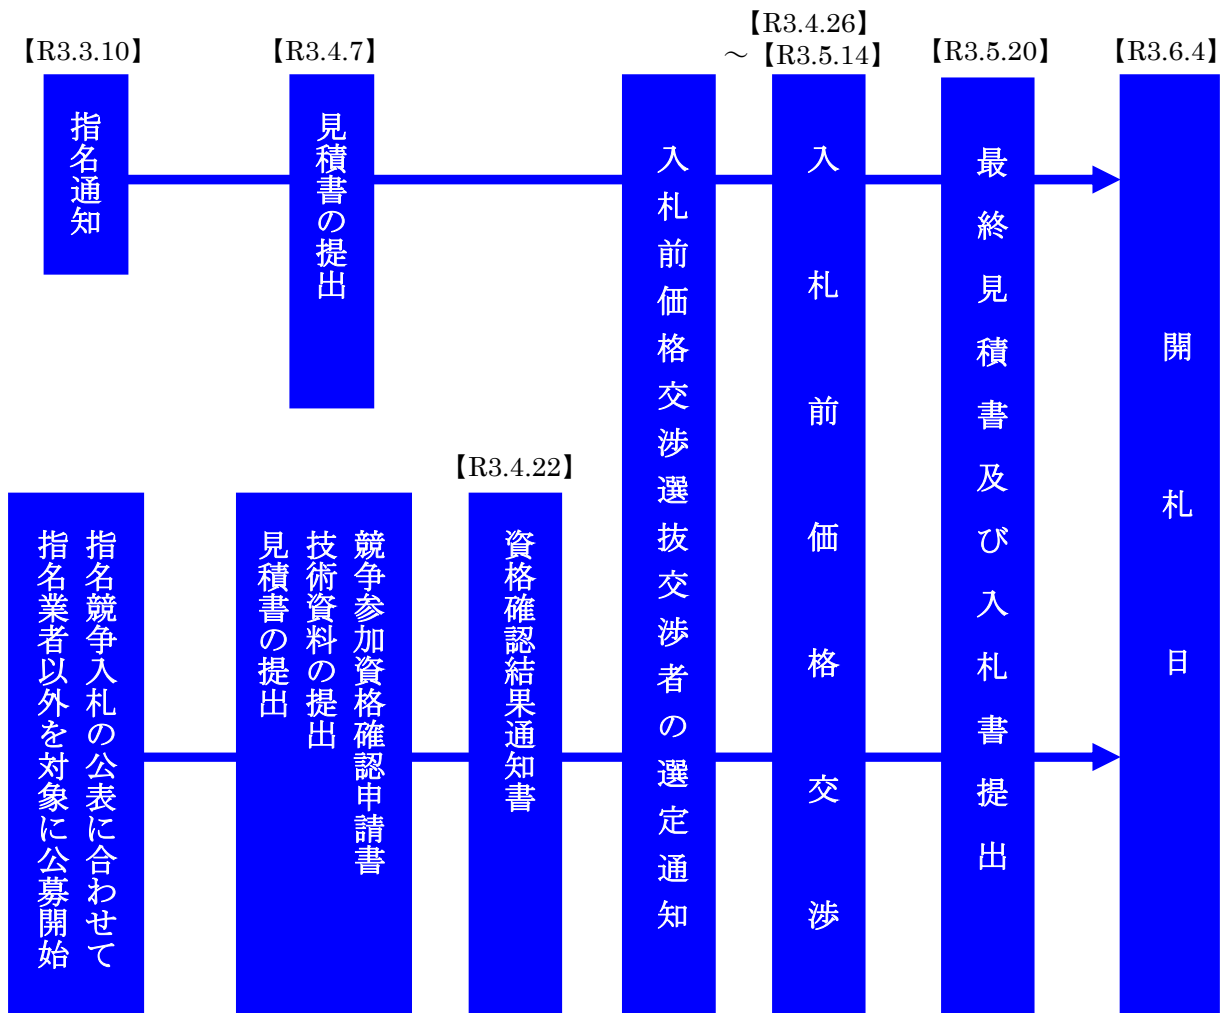 【R3.3.10】
【R3.4.7】
【R3.4.26】
～【R3.5.14】
【R3.5.20】
【R3.6.4】
指名通知
見積書の提出
入札前価格交渉選抜交渉者の選定通知
入札前価格交渉
最終見積書及び入札書提出
開札日
【R3.4.22】
指名競争入札の公表に合わせて
指名業者以外を対象に公募開始
競争参加資格確認申請書
技術資料の提出
見積書の提出
資格確認結果通知書